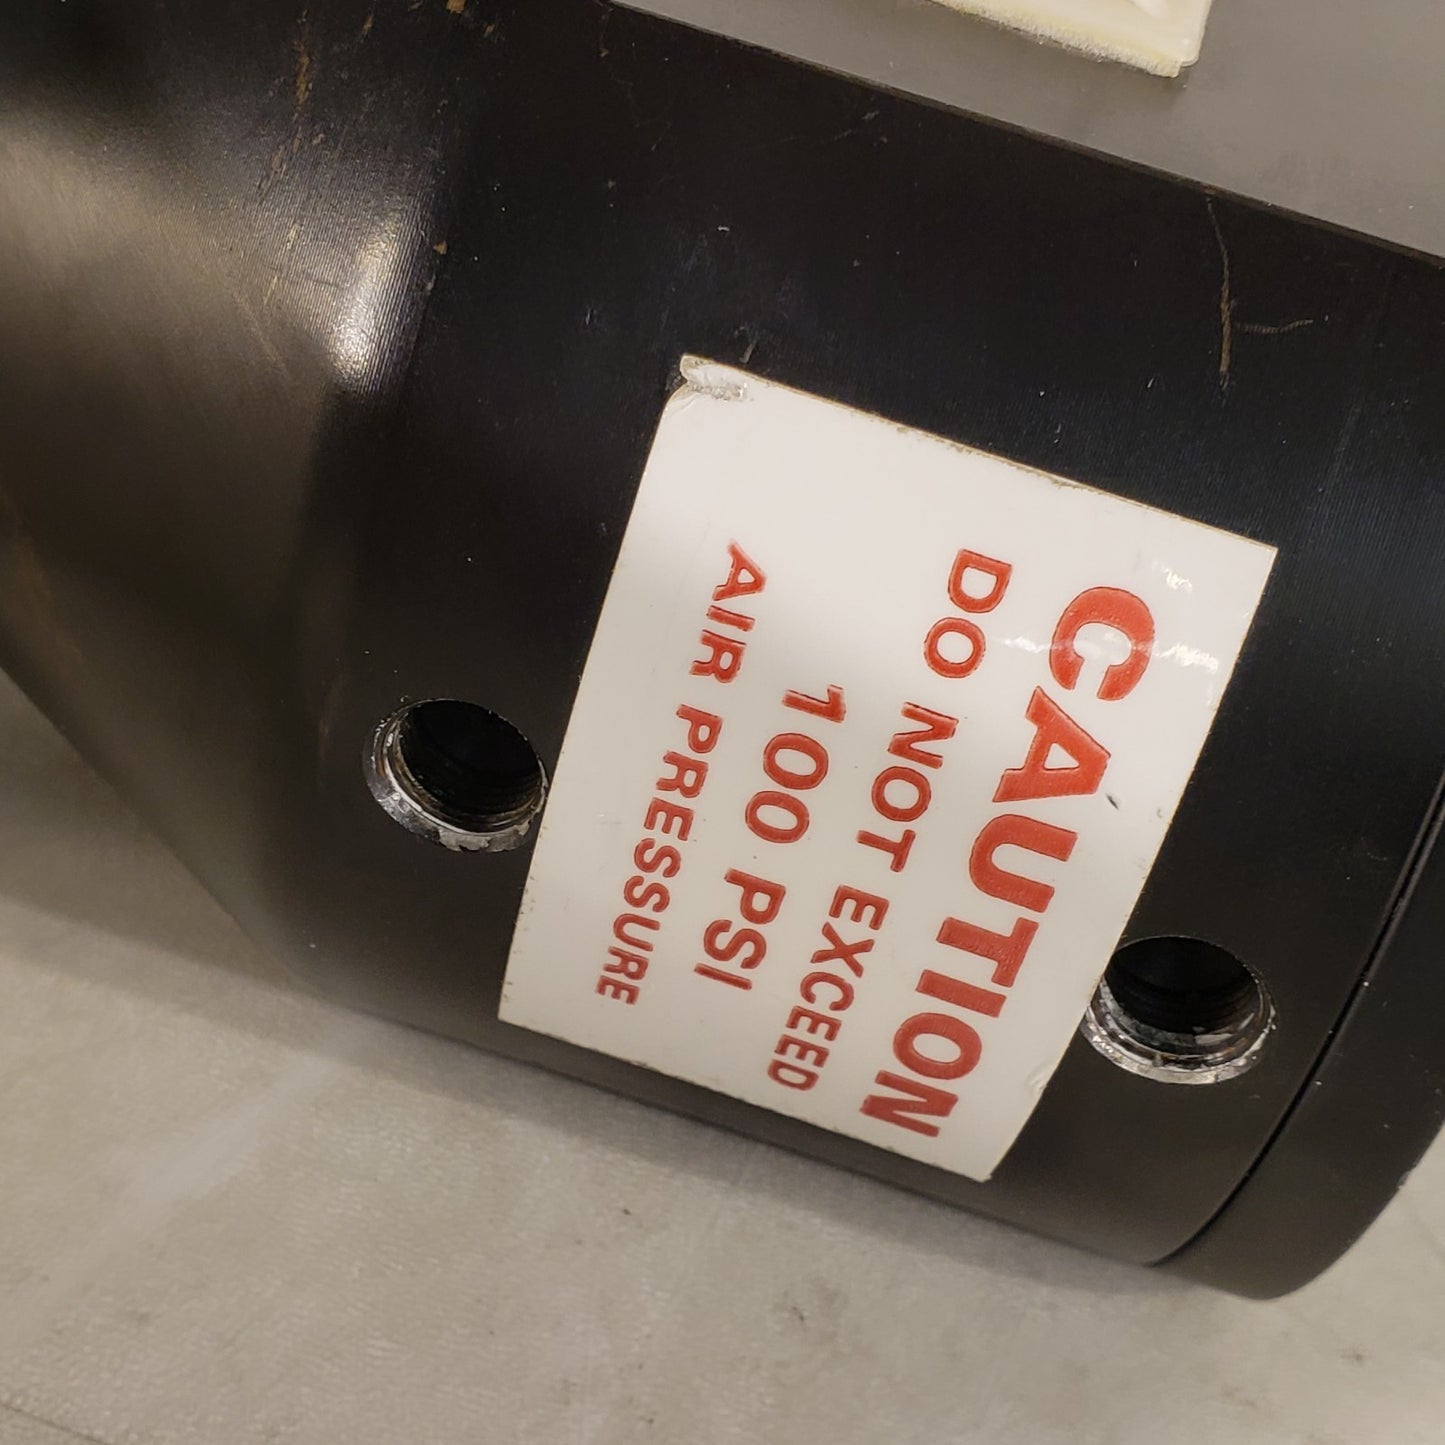 CAUTION
DO NOT EXCEED
100 PSI
AIR PRESSURE